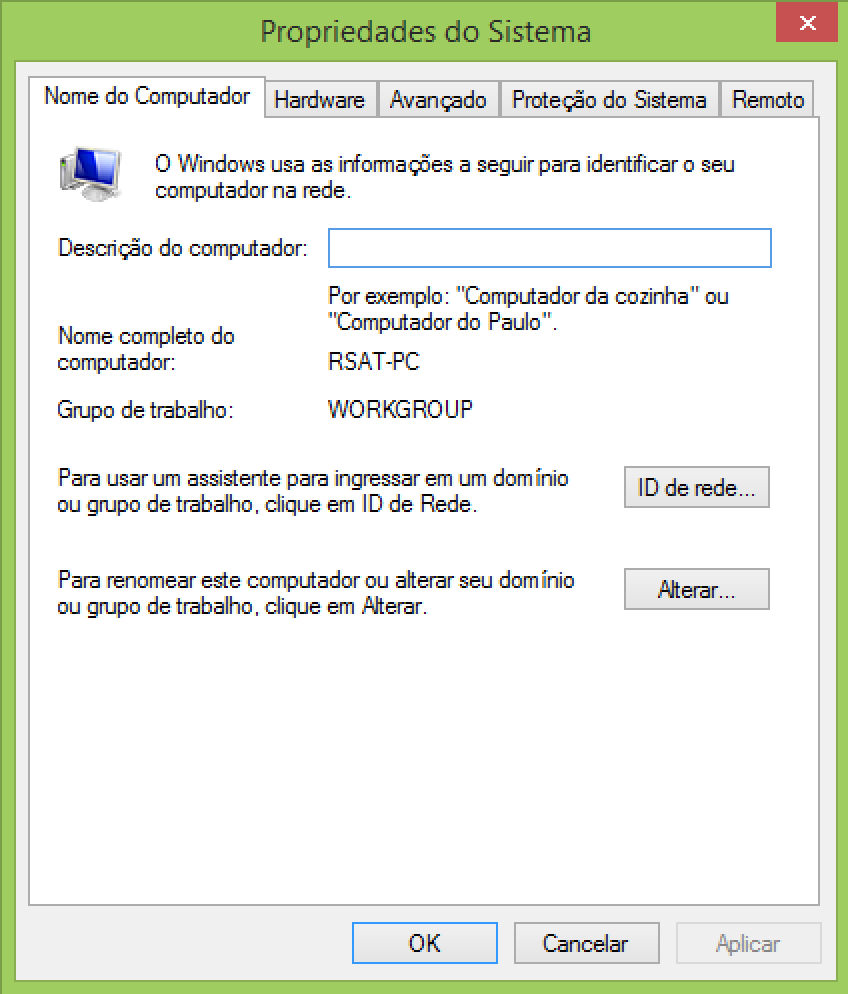 Propriedades do Sistema
Nome do Computador
Hardware
Avançado
Proteção do Sistema
Remoto
O Windows usa as informações a seguir para identificar o seu
computador na rede.
Descrição do computador:
Por exemplo: "Computador da cozinha" ou
"Computador do Paulo".
Nome completo do
computador:
RSAT-PC
Grupo de trabalho:
WORKGROUP
Para usar um assistente para ingressar em um domínio
ou grupo de trabalho, clique em ID de Rede.
ID de rede...
Para renomear este computador ou alterar seu domínio
ou grupo de trabalho, clique em Alterar.
Alterar...
OK
Cancelar
Aplicar